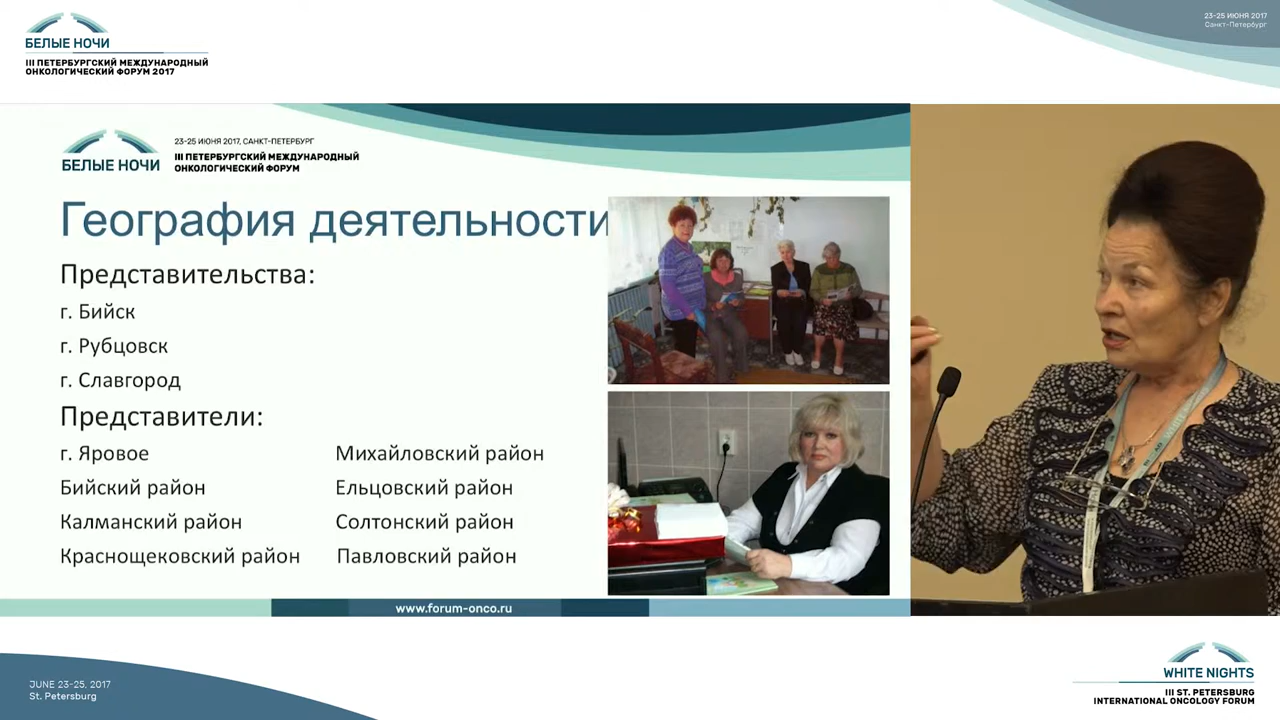 БЕЛЫЕ НОЧИ
III ПЕТЕРБУРГСКИЙ МЕЖДУНАРОДНЫЙ
ОНКОЛОГИЧЕСКИЙ ФОРУМ 2017
23-25 ИЮНЯ 2017
Санкт-Петербург
БЕЛЫЕ НОЧИ
23-25 ИЮНЯ 2017, САНКТ-ПЕТЕРБУРГ
III ПЕТЕРБУРГСКИЙ МЕЖДУНАРОДНЫЙ
ОНКОЛОГИЧЕСКИЙ ФОРУМ
География деятельности
Представительства:
г. Бийск
г. Рубцовск
г. Славгород
Представители:
г. Яровое
Михайловский район
Бийский район
Ельцовский район
Калманский район
Солтонский район
Краснощековский район
Павловский район
www.forum-onco.ru
JUNE 23-25, 2017
St. Petersburg
WHITE NIGHTS
III ST. PETERSBURG
INTERNATIONAL ONCOLOGY FORUM